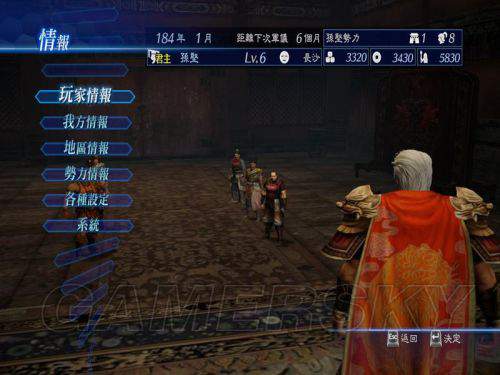 情報
184年 1月 距離下次軍議 6個月 孫堅勢力 1 8
君主 孫堅 Lv.6 長沙 3320 3430 5830
玩家情報
我方情報
地區情報
勢力情報
各種設定
系統
GAMERSKY
Esc 返回 決定